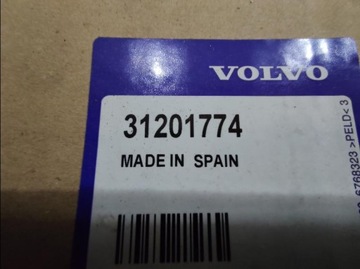 VOLVO
31201774
MADE IN SPAIN
6768323 >PELD< 3